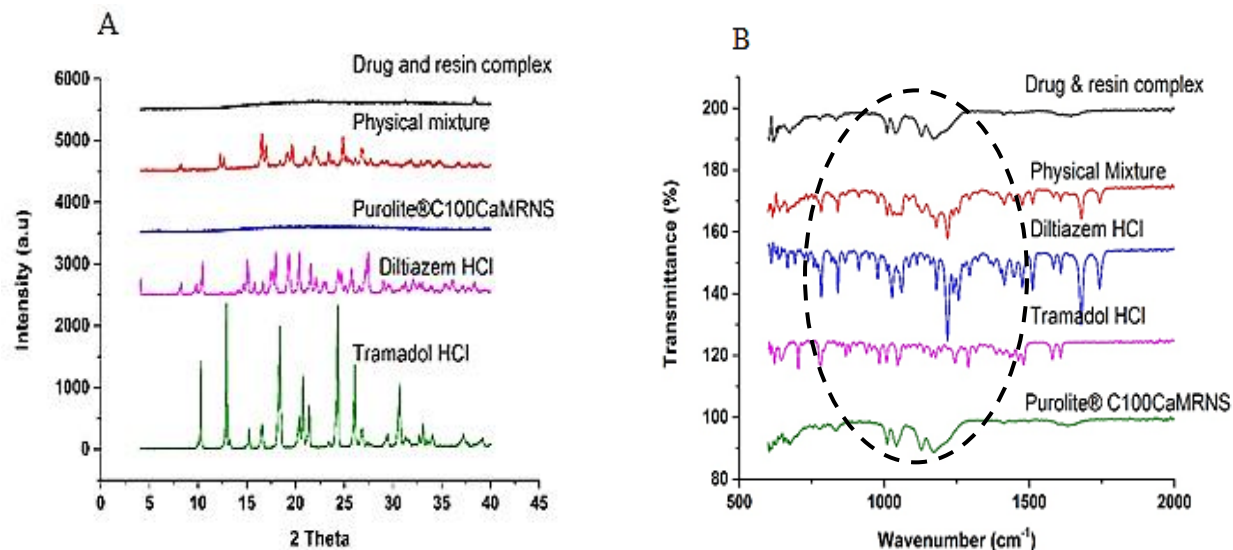 A
Drug and resin complex
Physical mixture
Purolite®C100CaMRNS
Diltiazem HCl
Tramadol HCl
6000
5000
4000
3000
2000
1000
0
Intensity (a.u)
0 5 10 15 20 25 30 35 40 45
2 Theta
B
Drug & resin complex
Physical Mixture
Diltiazem HCl
Tramadol HCl
Purolite® C100CaMRNS
200
180
160
140
120
100
80
Transmittance (%)
500 1000 1500 2000
Wavenumber (cm⁻¹)